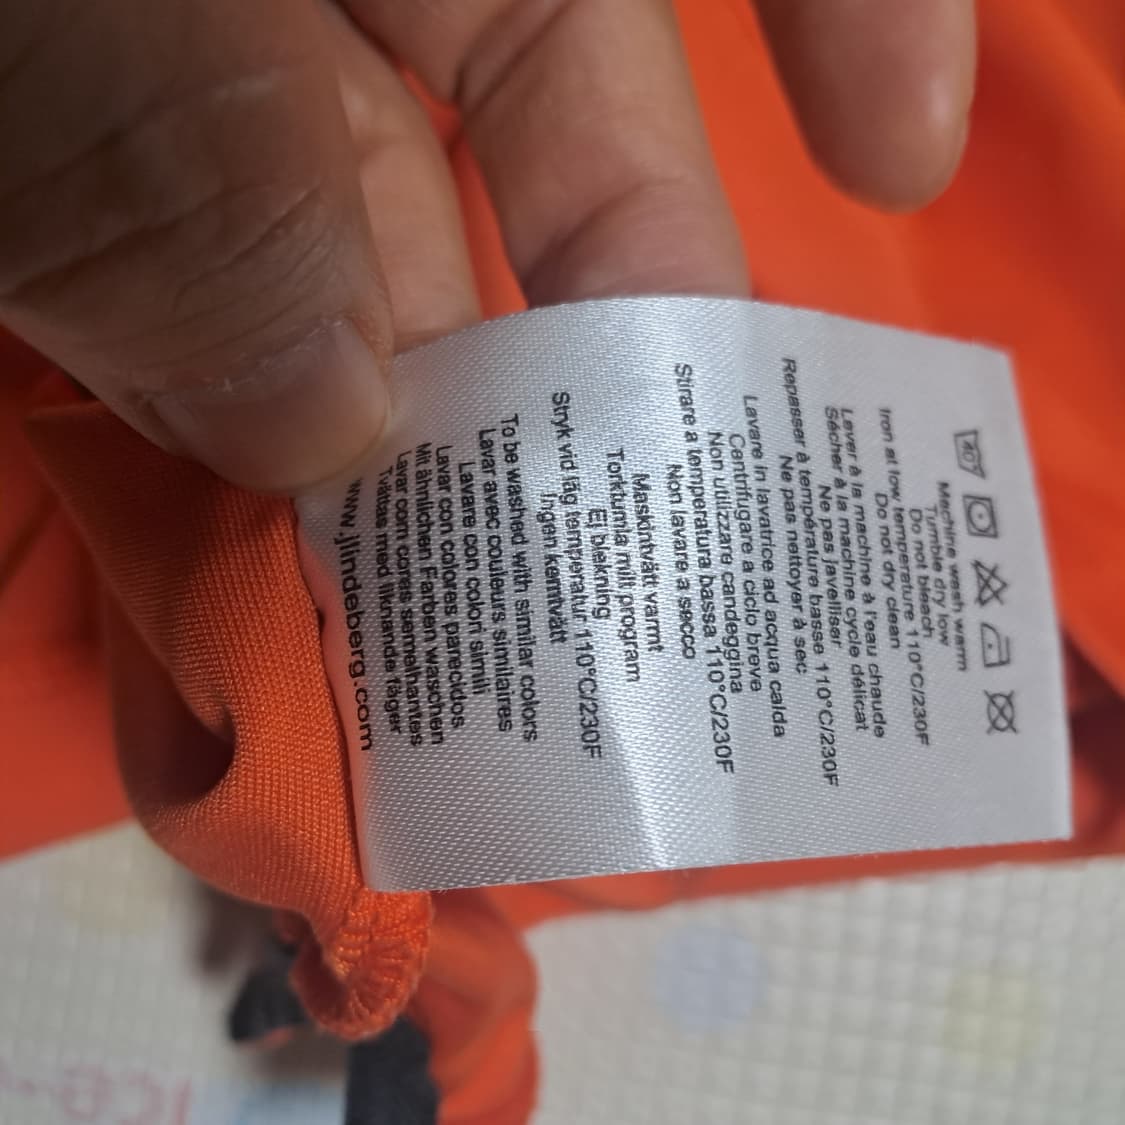 40
Machine wash warm
Tumble dry low
Do not bleach
Iron at low temperature 110°C/230F
Do not dry clean
Laver à la machine à l'eau chaude
Sécher à la machine cycle délicat
Ne pas javelliser
Repasser à température basse 110°C/230F
Ne pas nettoyer à sec
Lavare in lavatrice ad acqua calda
Centrifugare a ciclo breve
Non utilizzare candeggina
Stirare a temperatura bassa 110°C/230F
Non lavare a secco
Maskintvätt varmt
Torktumla milt program
Ej blekning
Stryk vid låg temperatur 110°C/230F
Ingen kemtvätt
To be washed with similar colors
Laver avec couleurs similaires
Lavare con colori simili
Lavar con colores parecidos
Mit ähnlichen Farben waschen
Lavar com cores semelhantes
Tvättas med liknande fäger
www.jlindeberg.com